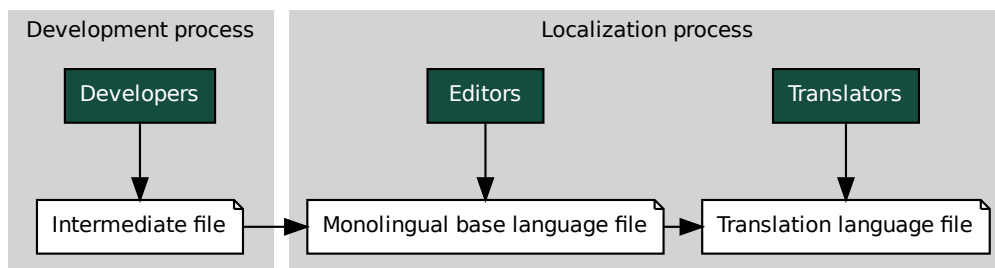 Development process
Localization process
Developers
Editors
Translators
Intermediate file
Monolingual base language file
Translation language file